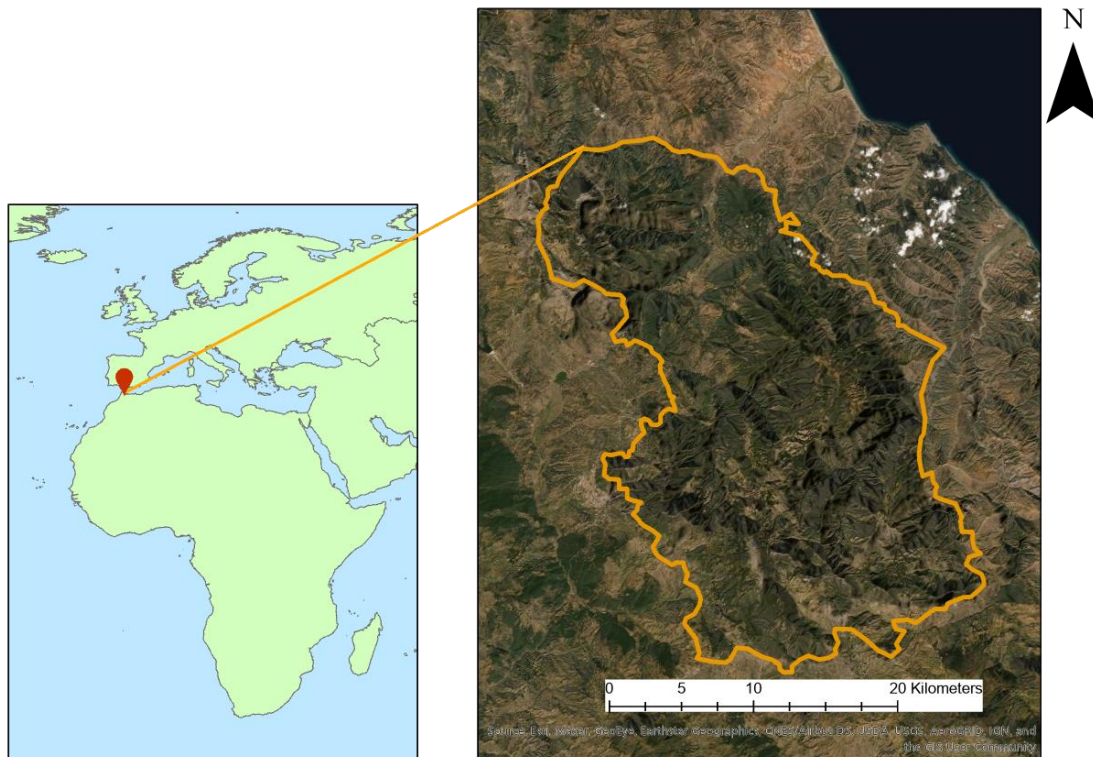 N
0 5 10 20 Kilometers
Source: Esri, Maxar, GeoEye, Earthstar Geographics, CNES/Airbus DS, USDA, USGS, AeroGRID, IGN, and
the GIS User Community